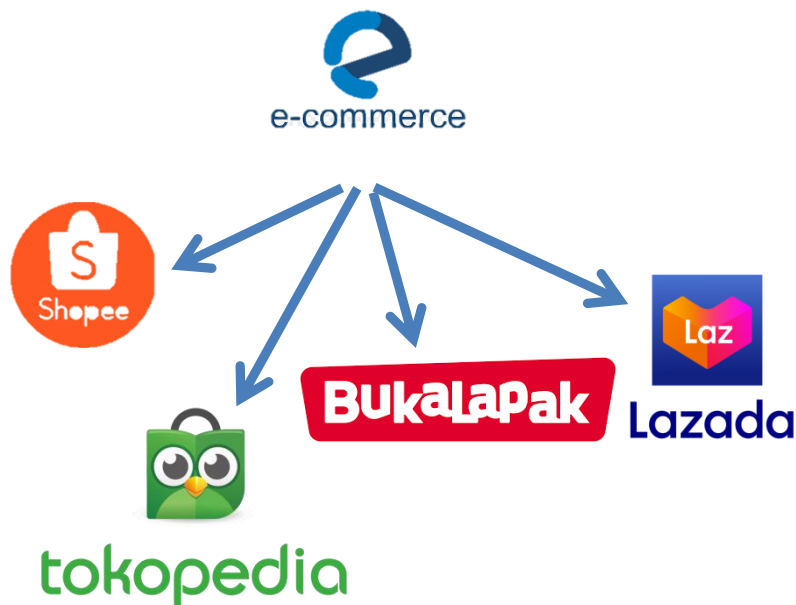 e-commerce
S
Shopee
Laz
Lazada
Bukalapak
tokopedia